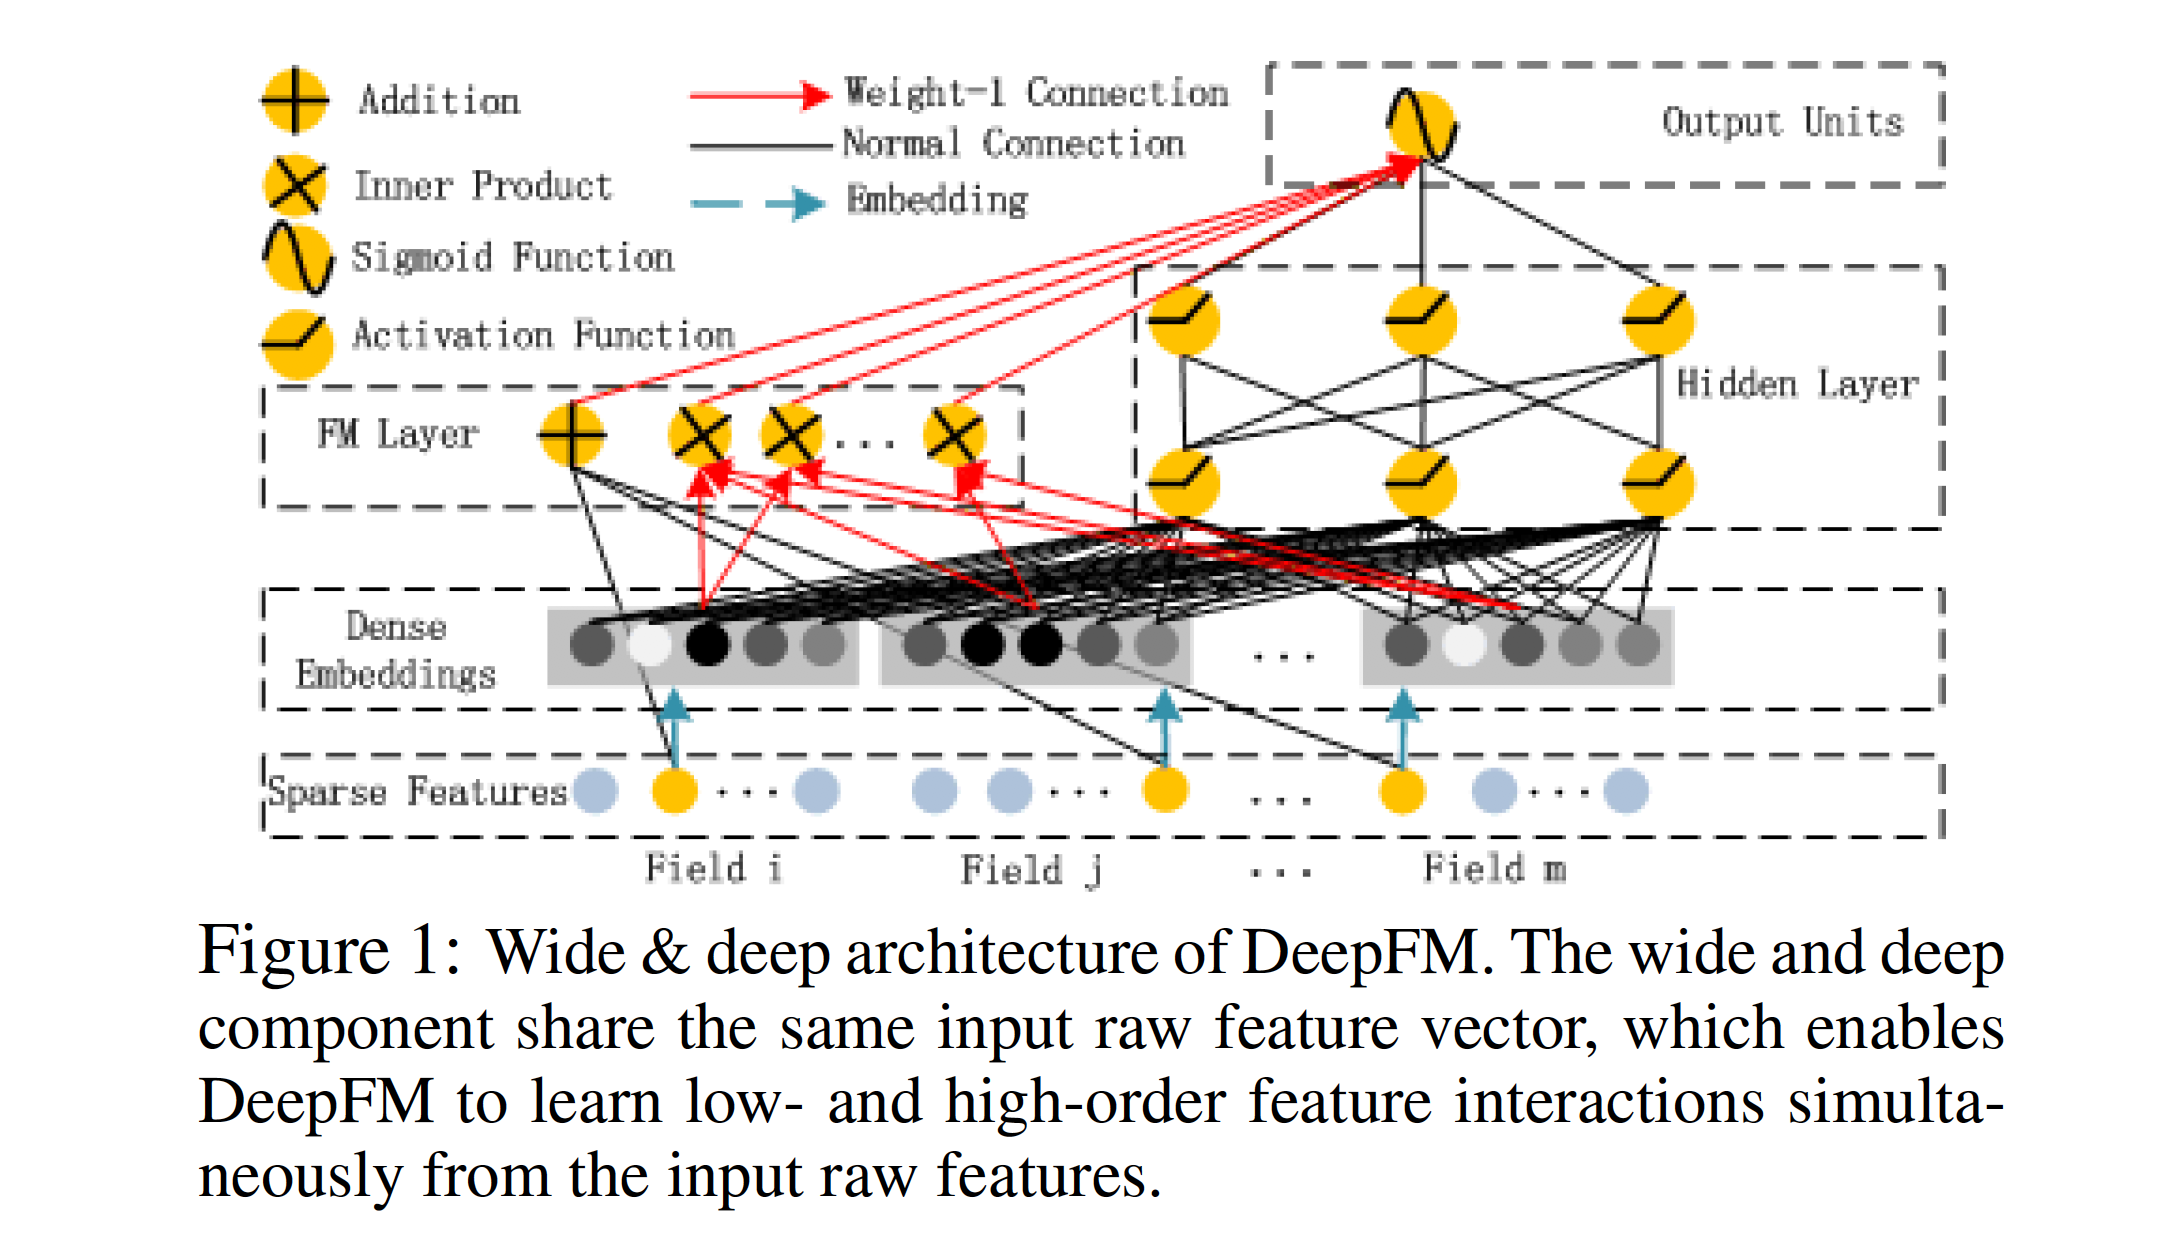 Addition
Inner Product
Sigmoid Function
Activation Function
Weight-1 Connection
Normal Connection
Embedding
Output Units
Hidden Layer
FM Layer
. . .
Dense
Embeddings
. . .
Sparse Features
. . .
. . .
. . .
. . .
Field i
Field j
. . .
Field m
Figure 1: Wide & deep architecture of DeepFM. The wide and deep
component share the same input raw feature vector, which enables
DeepFM to learn low- and high-order feature interactions simulta-
neously from the input raw features.